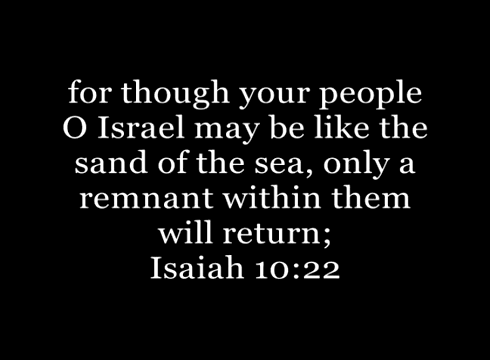 for though your people
O Israel may be like the
sand of the sea, only a
remnant within them
will return;
Isaiah 10:22